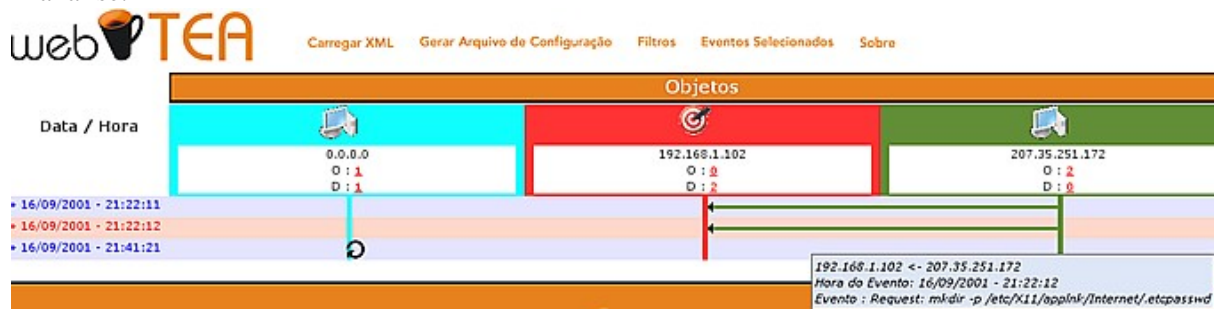 web TEA
Carregar XML Gerar Arquivo de Configuração Filtros Eventos Selecionados Sobre
Objetos
Data / Hora
0.0.0.0 192.168.1.102 207.35.251.172
O : 1 O : 0 O : 2
D : 1 D : 2 D : 0
16/09/2001 - 21:22:11
16/09/2001 - 21:22:12
16/09/2001 - 21:41:21
192.168.1.102 <- 207.35.251.172
Hora do Evento: 16/09/2001 - 21:22:12
Evento : Request: mkdir -p /etc/X11/applnk/Internet/.etcpasswd